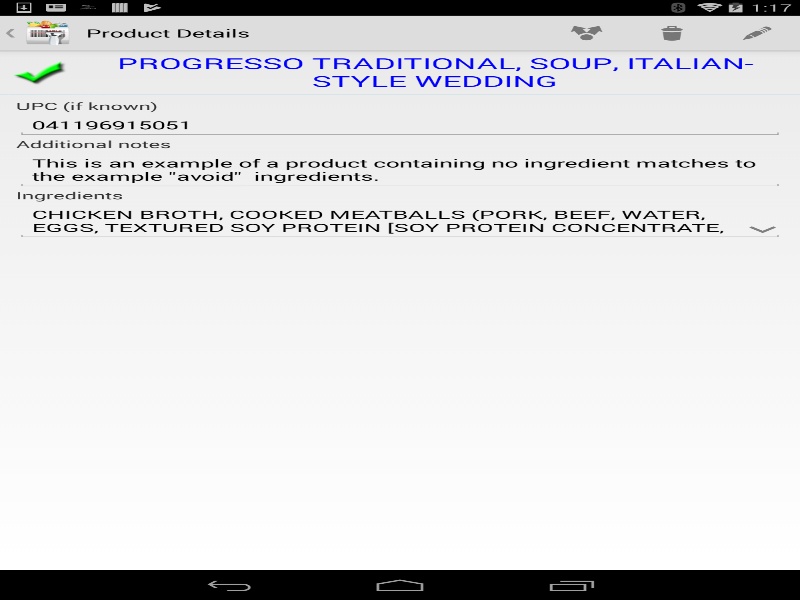 1:17
Product Details
PROGRESSO TRADITIONAL, SOUP, ITALIAN-
STYLE WEDDING
UPC (if known)
041196915051
Additional notes
This is an example of a product containing no ingredient matches to
the example "avoid"  ingredients.
Ingredients
CHICKEN BROTH, COOKED MEATBALLS (PORK, BEEF, WATER,
EGGS, TEXTURED SOY PROTEIN [SOY PROTEIN CONCENTRATE,